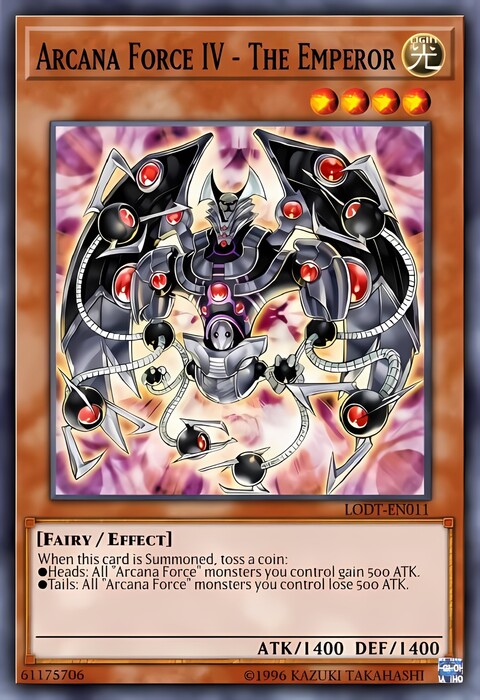 ARCANA FORCE IV - THE EMPEROR 光
LODT-EN011
[FAIRY / EFFECT]
When this card is Summoned, toss a coin:
●Heads: All "Arcana Force" monsters you control gain 500 ATK.
●Tails: All "Arcana Force" monsters you control lose 500 ATK.
ATK/1400 DEF/1400
61175706 ©1996 KAZUKI TAKAHASHI